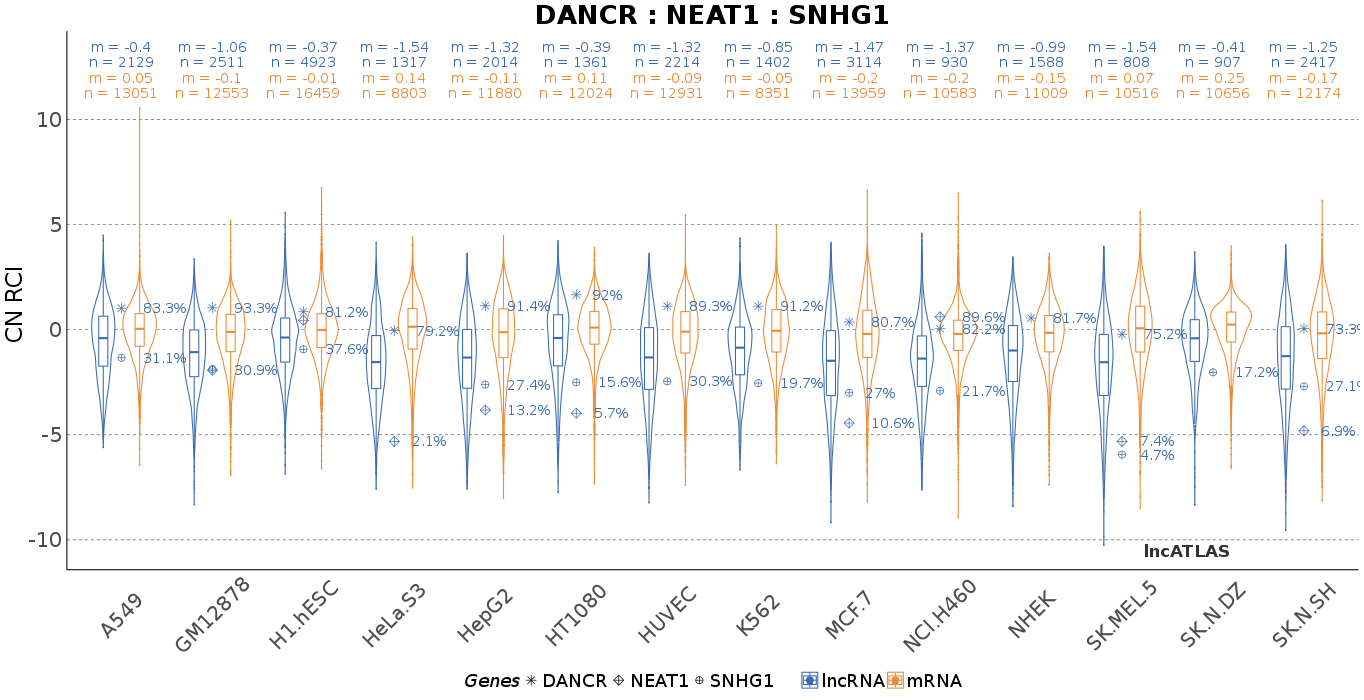 DANCR : NEAT1 : SNHG1
m = -0.4 m = -1.06 m = -0.37 m = -1.54 m = -1.32 m = -0.39 m = -1.32 m = -0.85 m = -1.47 m = -1.37 m = -0.99 m = -1.54 m = -0.41 m = -1.25
n = 2129 n = 2511 n = 4923 n = 1317 n = 2014 n = 1361 n = 2214 n = 1402 n = 3114 n = 930 n = 1588 n = 808 n = 907 n = 2417
m = 0.05 m = -0.1 m = -0.01 m = 0.14 m = -0.11 m = 0.11 m = -0.09 m = -0.05 m = -0.2 m = -0.2 m = -0.15 m = 0.07 m = 0.25 m = -0.17
n = 13051 n = 12553 n = 16459 n = 8803 n = 11880 n = 12024 n = 12931 n = 8351 n = 13959 n = 10583 n = 11009 n = 10516 n = 10656 n = 12174
10
5
92%
83.3% 93.3% 81.2% 91.4% 89.3% 91.2% 89.6% 81.7%
80.7%
0 79.2% 82.2% 75.2% 73.3%
31.1% 37.6%
30.9% 17.2%
27.4% 15.6% 30.3% 19.7% 27% 21.7% 27.1%
13.2% 5.7% 10.6%
-5 2.1% 7.4% 6.9%
4.7%
-10
lncATLAS
CN RCI
A549 GM12878 H1.hESC HeLa.S3 HepG2 HT1080 HUVEC K562 MCF.7 NCI.H460 NHEK SK.MEL.5 SK.N.DZ SK.N.SH
Genes DANCR NEAT1 SNHG1 lncRNA mRNA